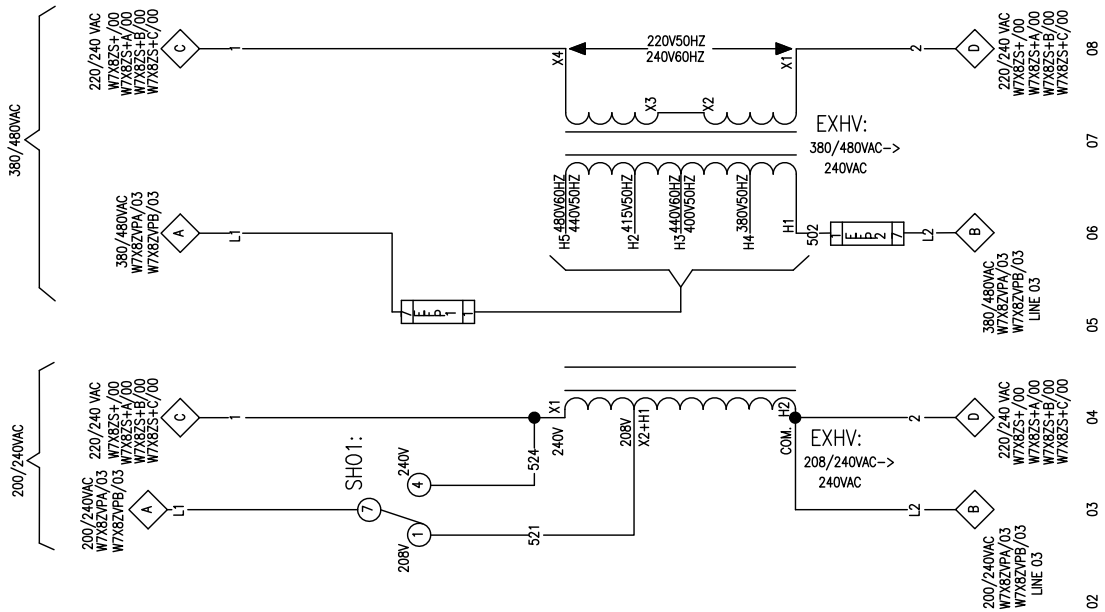 380/480VAC
220/240 VAC
W7X8ZS+/00
W7X8ZS+A/00
W7X8ZS+B/00
W7X8ZS+C/00
C
1
X4
220V50HZ
240V60HZ
X1
2
D
220/240 VAC
W7X8ZS+/00
W7X8ZS+A/00
W7X8ZS+B/00
W7X8ZS+C/00
08
X3
X2
EXHV:
380/480VAC->
240VAC
07
380/480VAC
W7X8ZVPA/03
W7X8ZVPB/03
A
L1
H5
480V60HZ
440V50HZ
H2
415V50HZ
H3
440V60HZ
400V50HZ
H4
380V50HZ
H1
502
1
2
7
L2
B
380/480VAC
W7X8ZVPA/03
W7X8ZVPB/03
LINE 03
06
7
1
1
05
200/240VAC
220/240 VAC
W7X8ZS+/00
W7X8ZS+A/00
W7X8ZS+B/00
W7X8ZS+C/00
C
1
X1
240V
208V
X2+H1
H2
COM.
2
D
220/240 VAC
W7X8ZS+/00
W7X8ZS+A/00
W7X8ZS+B/00
W7X8ZS+C/00
04
EXHV:
208/240VAC->
240VAC
SH01:
240V
4
524
200/240VAC
W7X8ZVPA/03
W7X8ZVPB/03
A
L1
7
208V
1
521
L2
B
200/240VAC
W7X8ZVPA/03
W7X8ZVPB/03
LINE 03
03
02